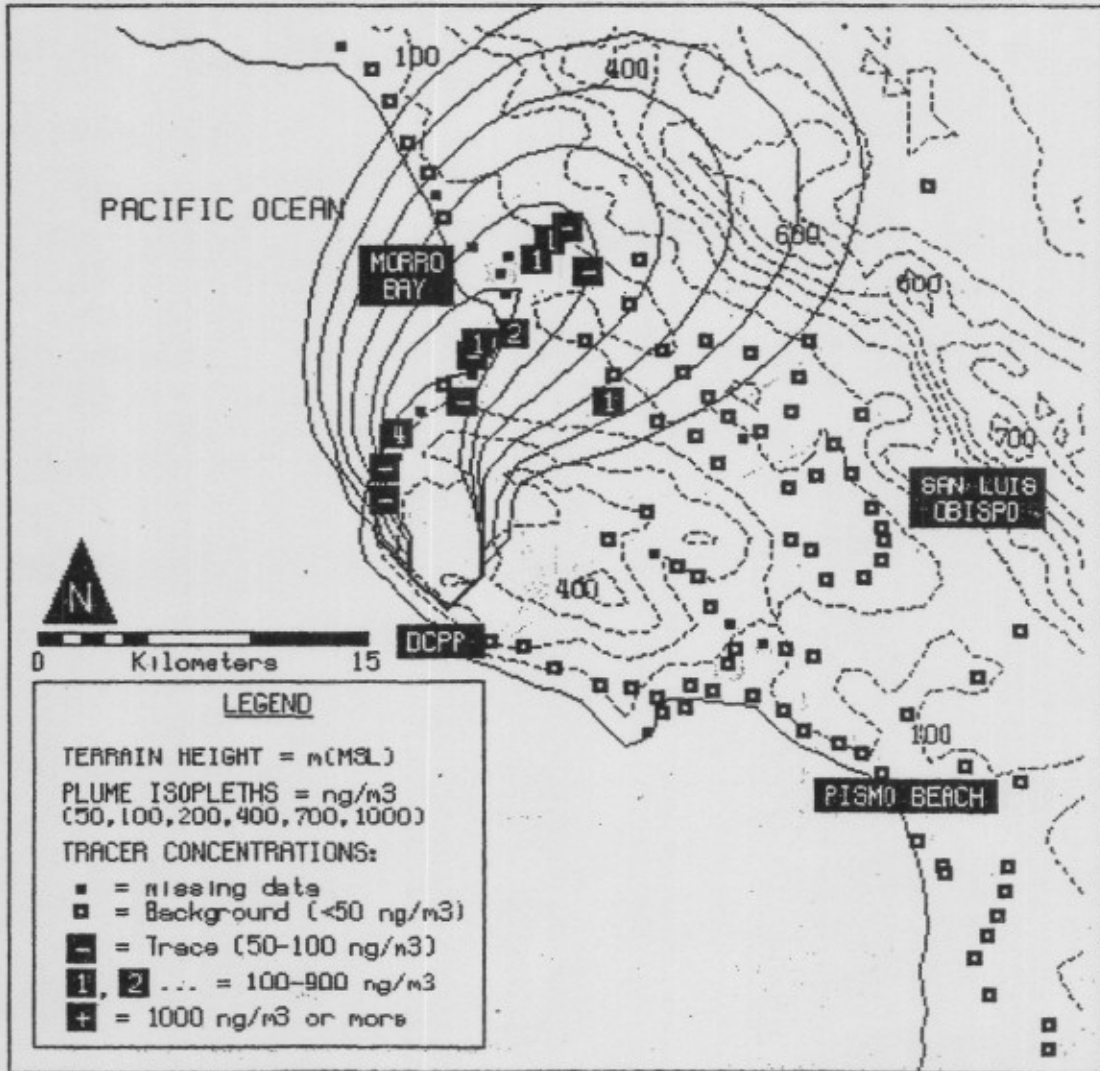 100
400
PACIFIC OCEAN
600
MORRO
BAY
600
1
-
1
-
1
2
-
-
1
4
-
-
700
SAN LUIS
OBISPO
N
400
DCPP
0 Kilometers 15
100
PISMO BEACH
LEGEND
TERRAIN HEIGHT = m(MSL)
PLUME ISOPLETHS = ng/m3
(50,100,200,400,700,1000)
TRACER CONCENTRATIONS:
= missing data
= Background (<50 ng/m3)
- = Trace (50-100 ng/m3)
1, 2 ... = 100-900 ng/m3
+ = 1000 ng/m3 or more